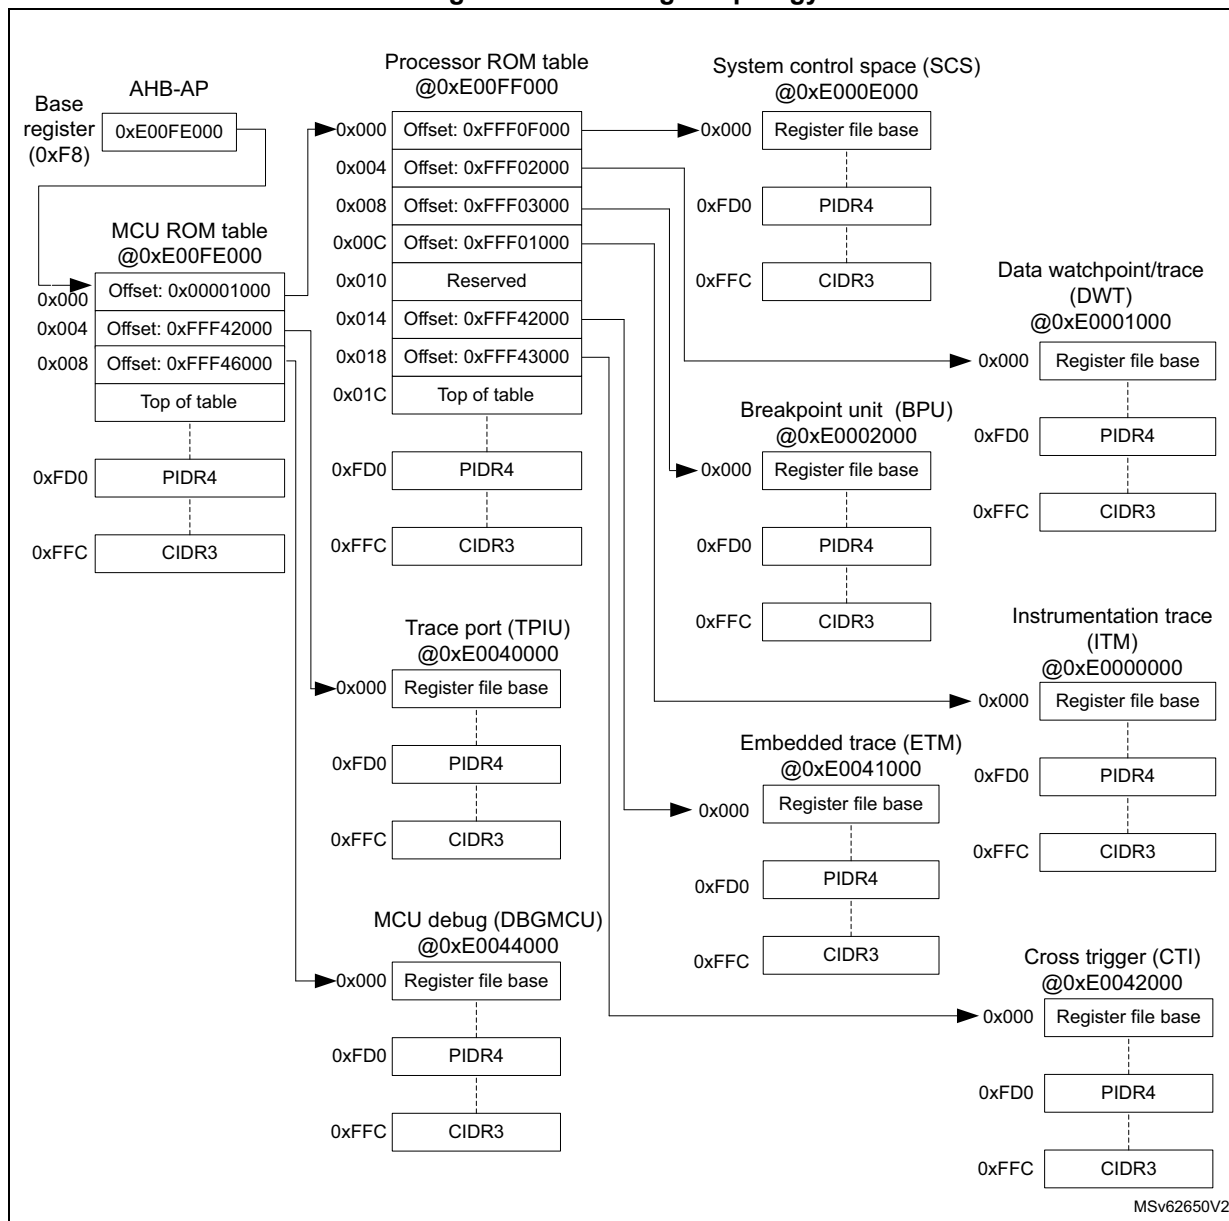 AHB-AP
Base
register
(0xF8)
0xE00FE000
MCU ROM table
@0xE00FE000
0x000
Offset: 0x00001000
0x004
Offset: 0xFFF42000
0x008
Offset: 0xFFF46000
Top of table
0xFD0
PIDR4
0xFFC
CIDR3
Processor ROM table
@0xE00FF000
0x000
Offset: 0xFFF0F000
0x004
Offset: 0xFFF02000
0x008
Offset: 0xFFF03000
0x00C
Offset: 0xFFF01000
0x010
Reserved
0x014
Offset: 0xFFF42000
0x018
Offset: 0xFFF43000
0x01C
Top of table
0xFD0
PIDR4
0xFFC
CIDR3
Trace port (TPIU)
@0xE0040000
0x000
Register file base
0xFD0
PIDR4
0xFFC
CIDR3
MCU debug (DBGMCU)
@0xE0044000
0x000
Register file base
0xFD0
PIDR4
0xFFC
CIDR3
System control space (SCS)
@0xE000E000
0x000
Register file base
0xFD0
PIDR4
0xFFC
CIDR3
Breakpoint unit (BPU)
@0xE0002000
0x000
Register file base
0xFD0
PIDR4
0xFFC
CIDR3
Embedded trace (ETM)
@0xE0041000
0x000
Register file base
0xFD0
PIDR4
0xFFC
CIDR3
Data watchpoint/trace
(DWT)
@0xE0001000
0x000
Register file base
0xFD0
PIDR4
0xFFC
CIDR3
Instrumentation trace
(ITM)
@0xE0000000
0x000
Register file base
0xFD0
PIDR4
0xFFC
CIDR3
Cross trigger (CTI)
@0xE0042000
0x000
Register file base
0xFD0
PIDR4
0xFFC
CIDR3
MSv62650V2